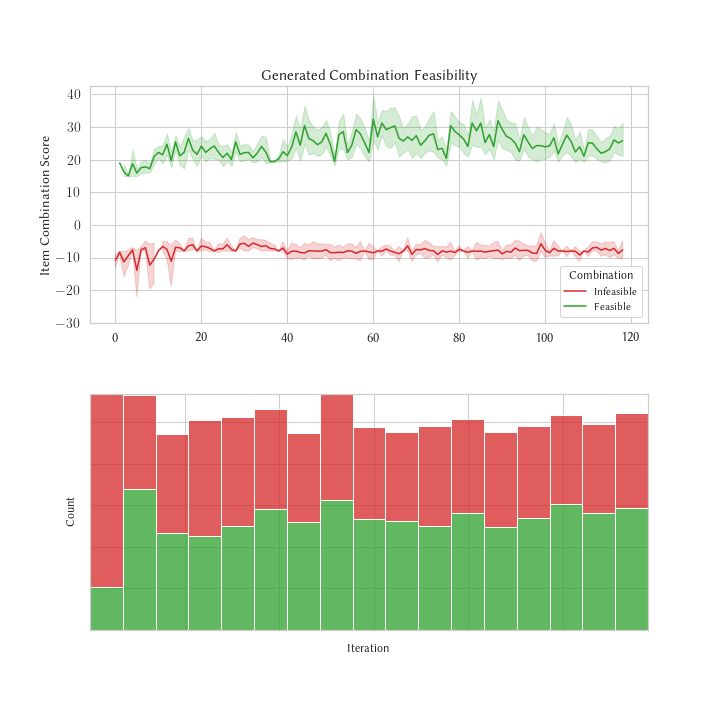 Generated Combination Feasibility
Item Combination Score
40
30
20
10
0
−10
−20
−30
0 20 40 60 80 100 120
Combination
Infeasible
Feasible
Count
Iteration